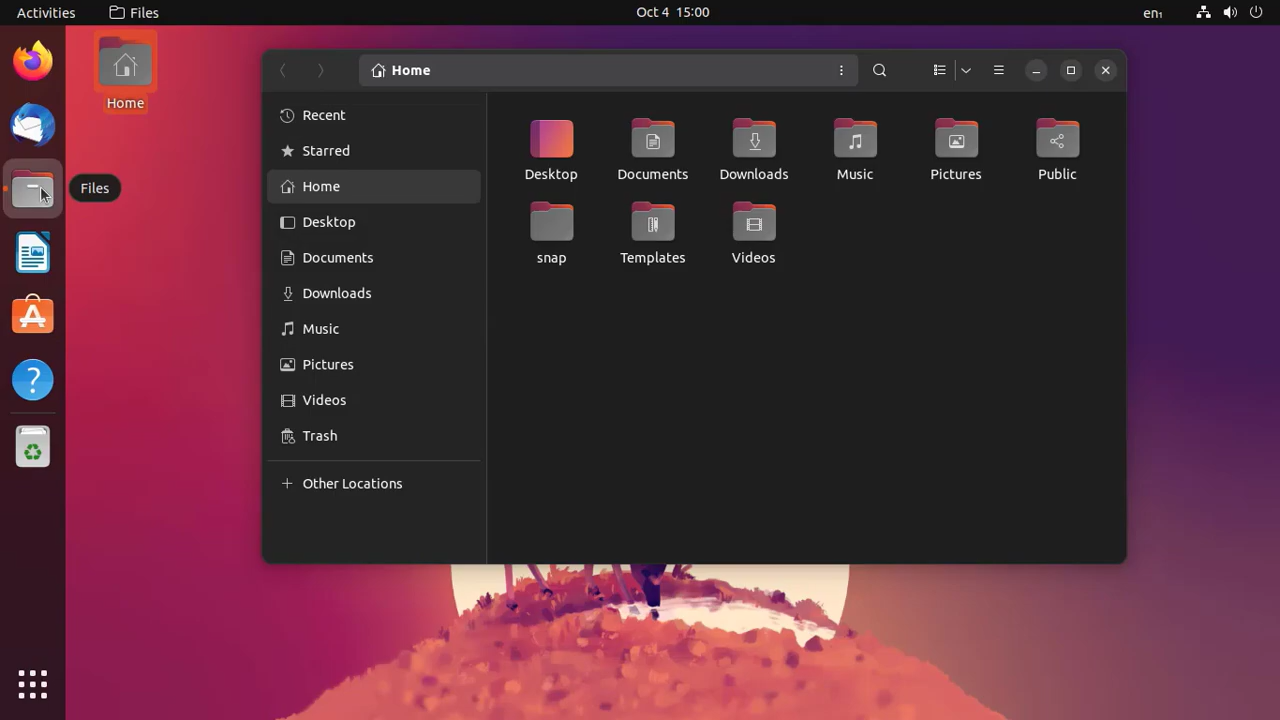 Activities
Files
Oct 4 15:00
en₁
Home
Files
Home
Recent
Starred
Home
Desktop
Documents
Downloads
Music
Pictures
Videos
Trash
Other Locations
Desktop
Documents
Downloads
Music
Pictures
Public
snap
Templates
Videos